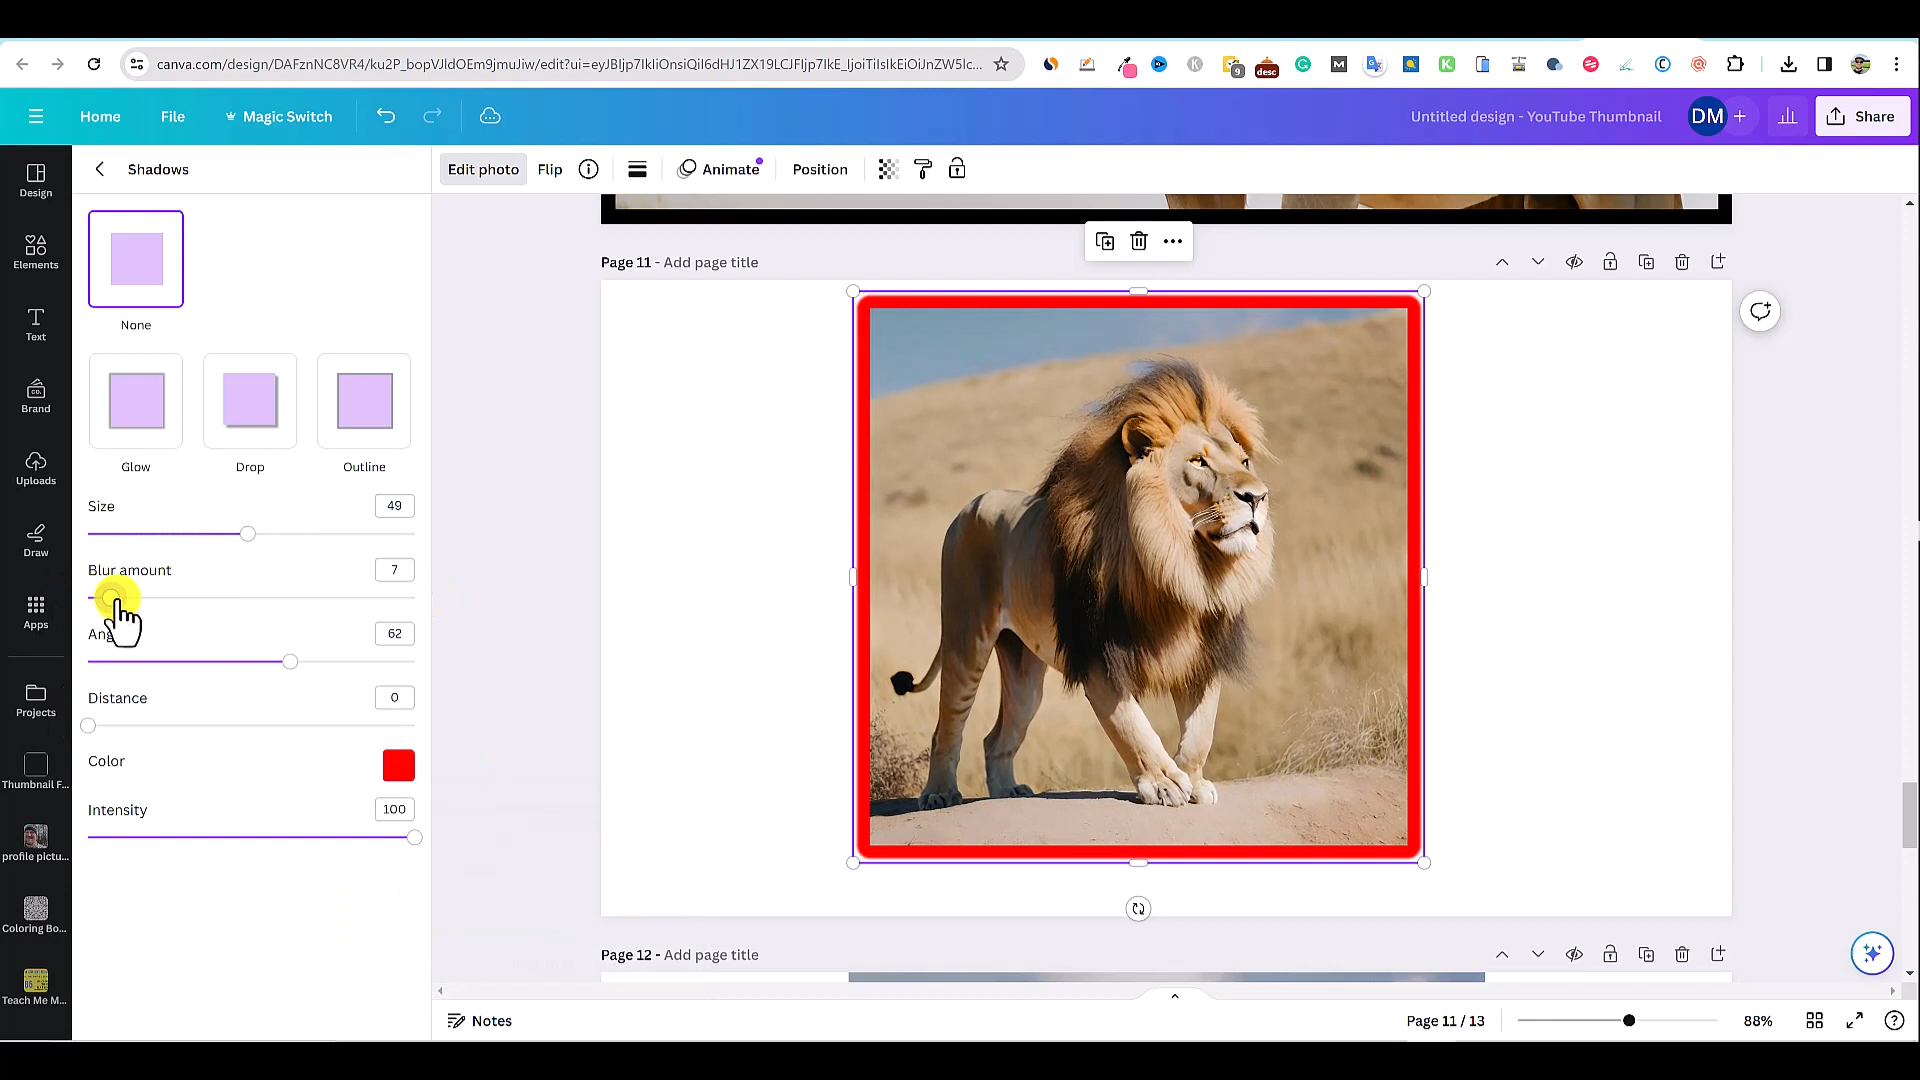 canva.com/design/DAFznNC8VR4/ku2P_bopVJldOEm9jmuJiw/edit?ui=eyJBIjp7IkIiOnsiQiI6dHJ1ZX19LCJFIjp7IkE_IjoiTiIsIkEiOiJnZW5lc...
9
desc
Home
File
Magic Switch
Untitled design - YouTube Thumbnail
DM
Share
Design
Elements
Text
Brand
Uploads
Draw
Apps
Projects
Thumbnail F...
profile pictu...
Coloring Bo...
Teach Me M...
Shadows
None
Glow
Drop
Outline
Size
49
Blur amount
7
62
Distance
0
Color
Intensity
100
Edit photo
Flip
Animate
Position
Page 11 - Add page title
Page 12 - Add page title
Notes
Page 11 / 13
88%